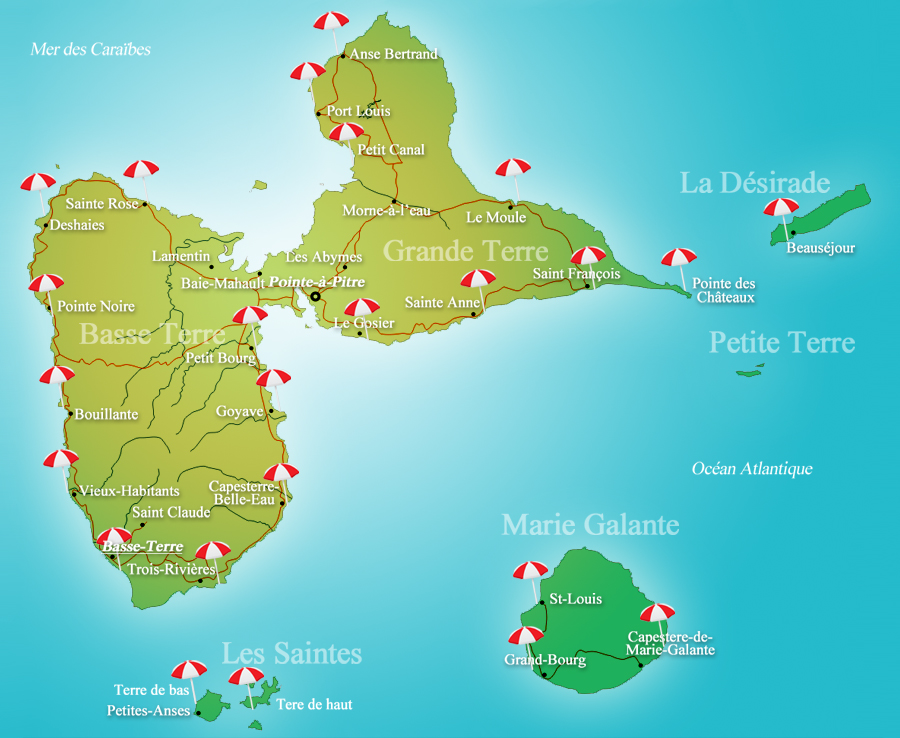 Mer des Caraïbes
Anse Bertrand
Port Louis
Petit Canal
La Désirade
Sainte Rose
Morne-à-l'eau
Le Moule
Deshaies
Grande Terre
Beauséjour
Lamentin
Les Abymes
Saint François
Baie-Mahault
Pointe-à-Pitre
Pointe des
Châteaux
Sainte Anne
Pointe Noire
Le Gosier
Basse Terre
Petite Terre
Petit Bourg
Bouillante
Goyave
Océan Atlantique
Vieux-Habitants
Capesterre-
Belle-Eau
Saint Claude
Marie Galante
Basse-Terre
Trois-Rivières
St-Louis
Capestere-de-
Marie-Galante
Les Saintes
Grand-Bourg
Terre de bas
Petites-Anses
Tere de haut